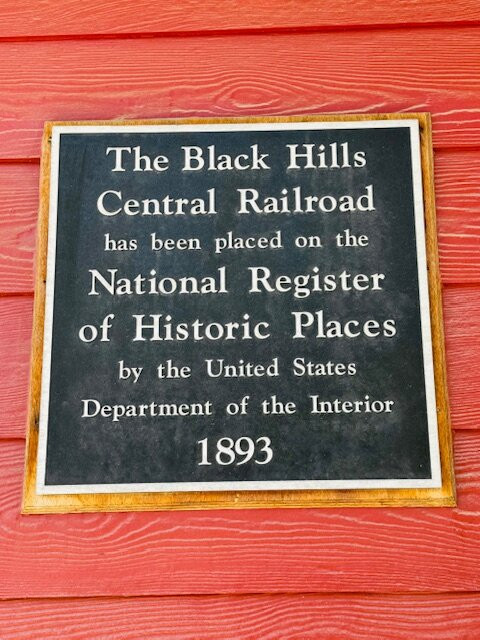 The Black Hills
Central Railroad
has been placed on the
National Register
of Historic Places
by the United States
Department of the Interior
1893